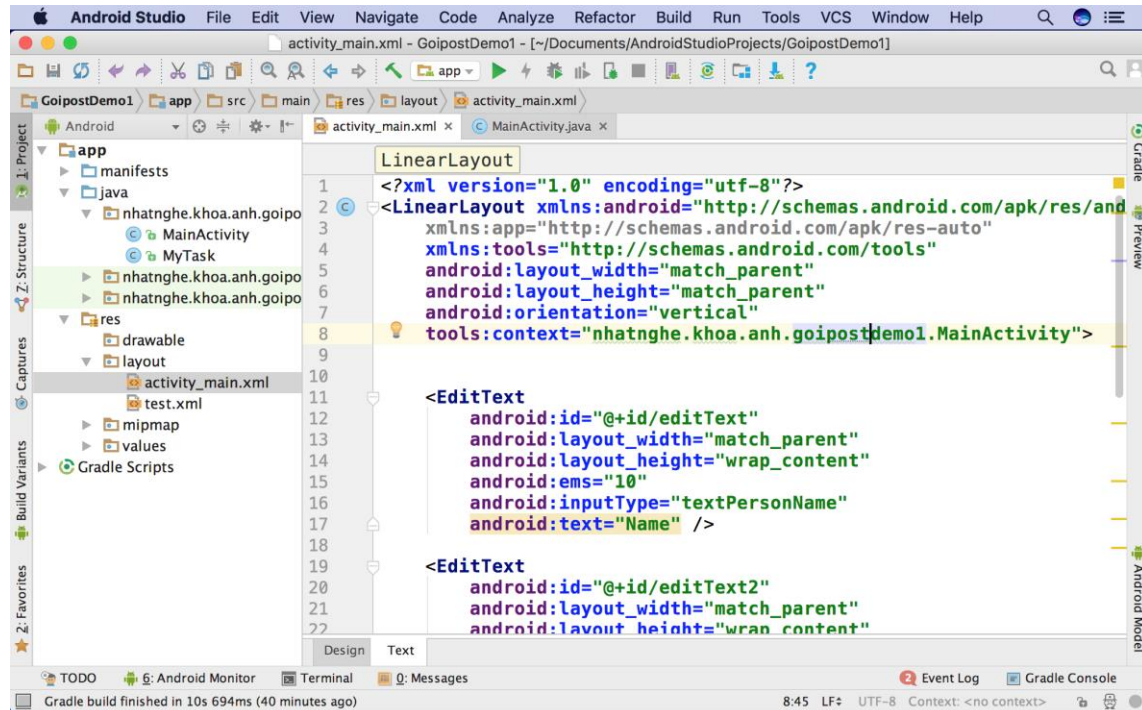 Android Studio File Edit View Navigate Code Analyze Refactor Build Run Tools VCS Window Help
activity_main.xml - GoipostDemo1 - [~/Documents/AndroidStudioProjects/GoipostDemo1]
app
GoipostDemo1 app src main res layout activity_main.xml
1: Project
Android
activity_main.xml
MainActivity.java
Gradle
app
manifests
java
nhatnghe.khoa.anh.goipo
MainActivity
MyTask
nhatnghe.khoa.anh.goipo
nhatnghe.khoa.anh.goipo
res
drawable
layout
activity_main.xml
test.xml
mipmap
values
Gradle Scripts
Z: Structure
Captures
Build Variants
2: Favorites
LinearLayout
1 <?xml version="1.0" encoding="utf-8"?>
2 <LinearLayout xmlns:android="http://schemas.android.com/apk/res/and
3 xmlns:app="http://schemas.android.com/apk/res-auto"
4 xmlns:tools="http://schemas.android.com/tools"
5 android:layout_width="match_parent"
6 android:layout_height="match_parent"
7 android:orientation="vertical"
8 tools:context="nhatnghe.khoa.anh.goipostdemo1.MainActivity">
9
10
11 <EditText
12 android:id="@+id/editText"
13 android:layout_width="match_parent"
14 android:layout_height="wrap_content"
15 android:ems="10"
16 android:inputType="textPersonName"
17 android:text="Name" />
18
19 <EditText
20 android:id="@+id/editText2"
21 android:layout_width="match_parent"
22 android:layout_height="wrap_content"
Preview
Android Model
Design Text
TODO 6: Android Monitor Terminal 0: Messages 2 Event Log Gradle Console
Gradle build finished in 10s 694ms (40 minutes ago) 8:45 LF UTF-8 Context: <no context>